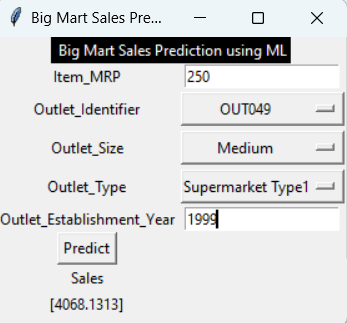 Big Mart Sales Pre...
Big Mart Sales Prediction using ML
Item_MRP 250
Outlet_Identifier OUT049
Outlet_Size Medium
Outlet_Type Supermarket Type1
Outlet_Establishment_Year 1999
Predict
Sales
[4068.1313]